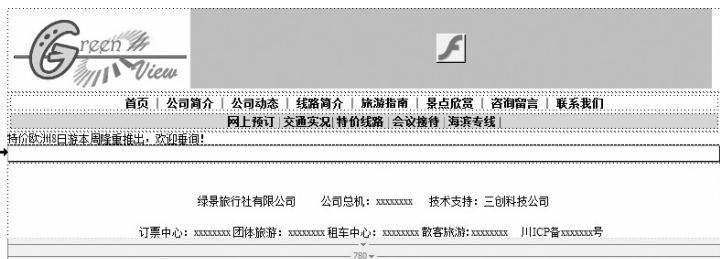 Green
View
首页 | 公司简介 | 公司动态 | 线路简介 | 旅游指南 | 景点欣赏 | 咨询留言 | 联系我们
网上预订 | 交通实况 | 特价线路 | 会议接待 | 海滨专线 |
特价欧洲8日游本周隆重推出，欢迎垂询！
绿景旅行社有限公司 公司总机：xxxxxxxx 技术支持：三创科技公司
订票中心：xxxxxxxx 团体旅游：xxxxxxxx 租车中心：xxxxxxxx 散客旅游:xxxxxxxx 川ICP备xxxxxxx号
780